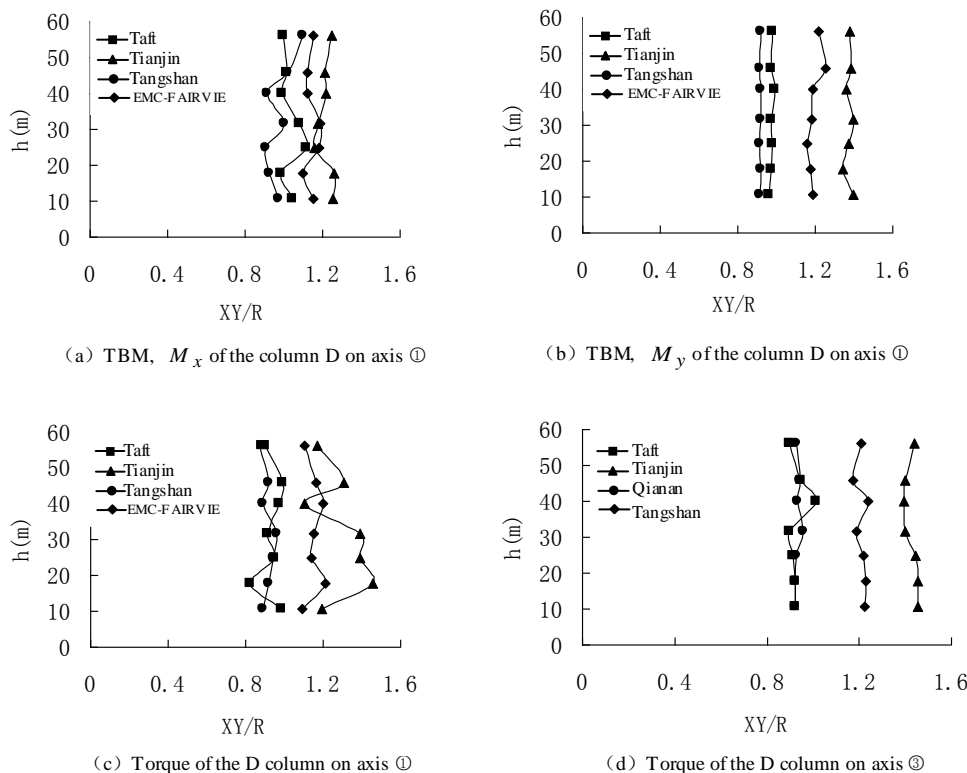 60
50
40
30
20
10
0
h(m)
Taft
Tianjin
Tangshan
EMC-FAIRVIE
0 0.4 0.8 1.2 1.6
XY/R
(a) TBM, M x of the column D on axis ①
60
50
40
30
20
10
0
h(m)
Taft
Tianjin
Tangshan
EMC-FAIRVIE
0 0.4 0.8 1.2 1.6
XY/R
(b) TBM, M y of the column D on axis ①
60
50
40
30
20
10
0
h(m)
Taft
Tianjin
Tangshan
EMC-FAIRVIE
0 0.4 0.8 1.2 1.6
XY/R
(c) Torque of the D column on axis ①
60
50
40
30
20
10
0
h(m)
Taft
Tianjin
Qianan
Tangshan
0 0.4 0.8 1.2 1.6
XY/R
(d) Torque of the D column on axis ③